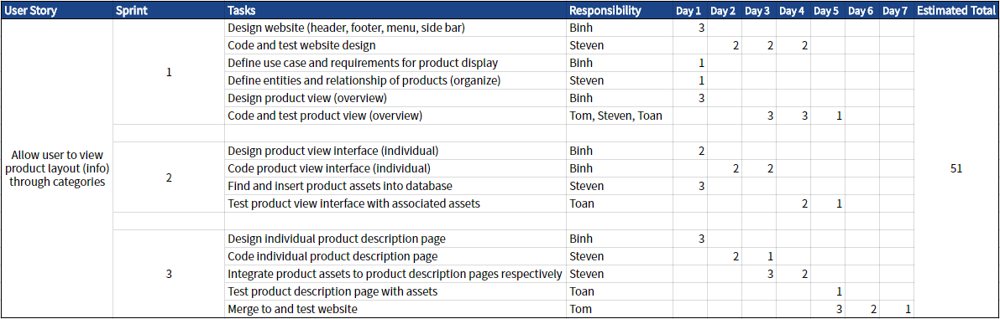 User Story Sprint Tasks Responsibility Day 1 Day 2 Day 3 Day 4 Day 5 Day 6 Day 7 Estimated Total
Design website (header, footer, menu, side bar) Binh 3
Code and test website design Steven 2 2 2
Define use case and requirements for product display Binh 1
1
Define entities and relationship of products (organize) Steven 1
Design product view (overview) Binh 3
Code and test product view (overview) Tom, Steven, Toan 3 3 1
Allow user to view
product layout (info)
through categories
Design product view interface (individual) Binh 2
Code product view interface (individual) Binh 2 2
51
2
Find and insert product assets into database Steven 3
Test product view interface with associated assets Toan 2 1
Design individual product description page Binh 3
Code individual product description page Steven 2 1
3 Integrate product assets to product description pages respectively Steven 3 2
Test product description page with assets Toan 1
Merge to and test website Tom 3 2 1